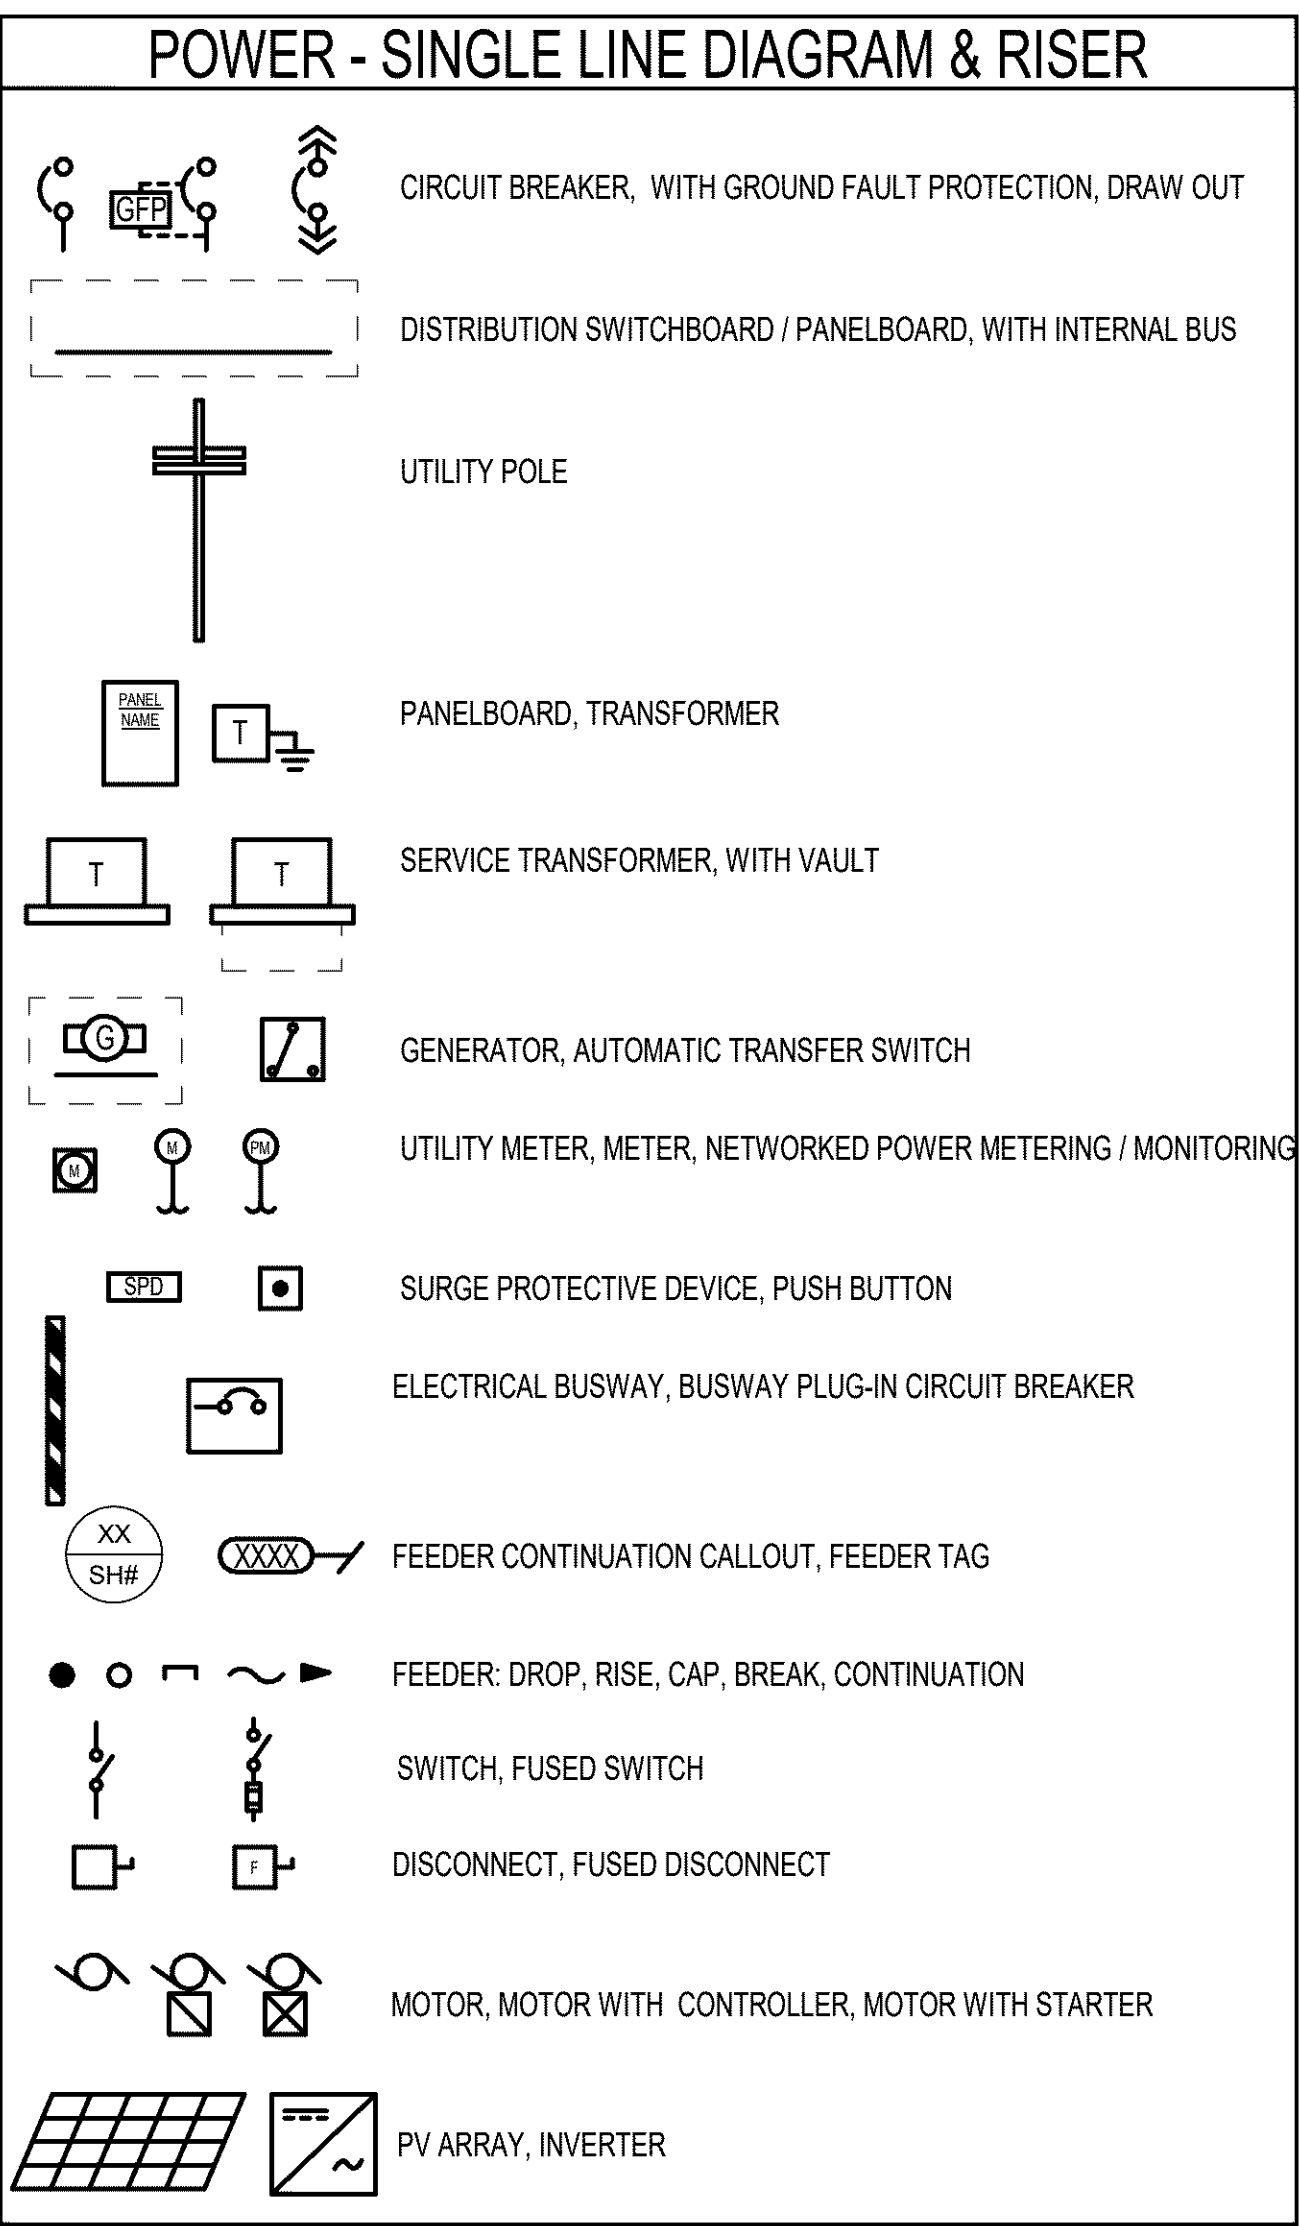 POWER - SINGLE LINE DIAGRAM & RISER
GFP
CIRCUIT BREAKER, WITH GROUND FAULT PROTECTION, DRAW OUT
DISTRIBUTION SWITCHBOARD / PANELBOARD, WITH INTERNAL BUS
UTILITY POLE
PANEL
NAME
T
PANELBOARD, TRANSFORMER
T
T
SERVICE TRANSFORMER, WITH VAULT
G
GENERATOR, AUTOMATIC TRANSFER SWITCH
M
M
PM
UTILITY METER, METER, NETWORKED POWER METERING / MONITORING
SPD
SURGE PROTECTIVE DEVICE, PUSH BUTTON
ELECTRICAL BUSWAY, BUSWAY PLUG-IN CIRCUIT BREAKER
XX
SH#
XXXX
FEEDER CONTINUATION CALLOUT, FEEDER TAG
FEEDER: DROP, RISE, CAP, BREAK, CONTINUATION
SWITCH, FUSED SWITCH
F
DISCONNECT, FUSED DISCONNECT
MOTOR, MOTOR WITH CONTROLLER, MOTOR WITH STARTER
PV ARRAY, INVERTER